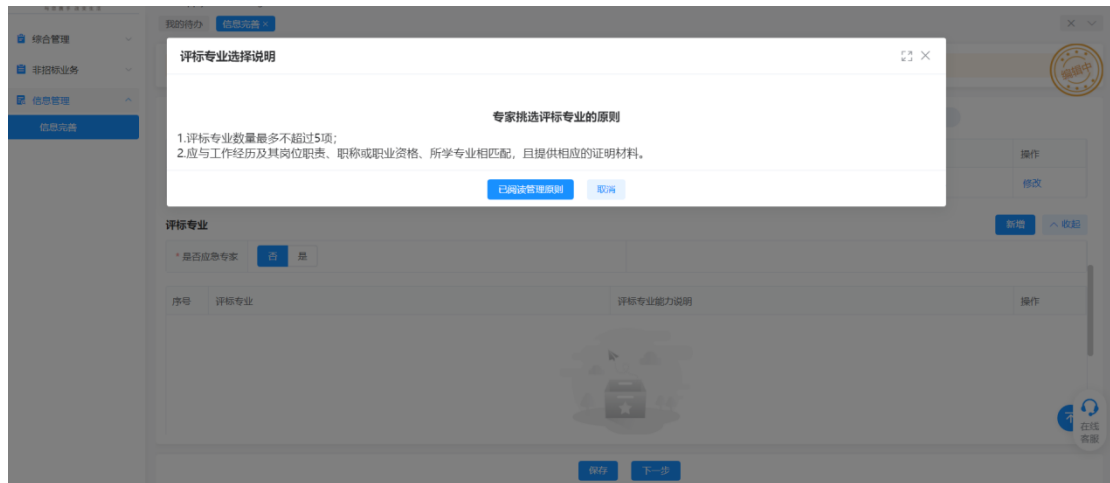 我的待办 信息完善 ×
综合管理
非招标业务
信息管理
信息完善
编辑中
评标专业选择说明
专家挑选评标专业的原则
1.评标专业数量最多不超过5项；
2.应与工作经历及其岗位职责、职称或职业资格、所学专业相匹配，且提供相应的证明材料。
已阅读管理原则 取消
操作
修改
评标专业 新增 收起
* 是否应急专家 否 是
序号 评标专业 评标专业能力说明 操作
在线
客服
保存 下一步